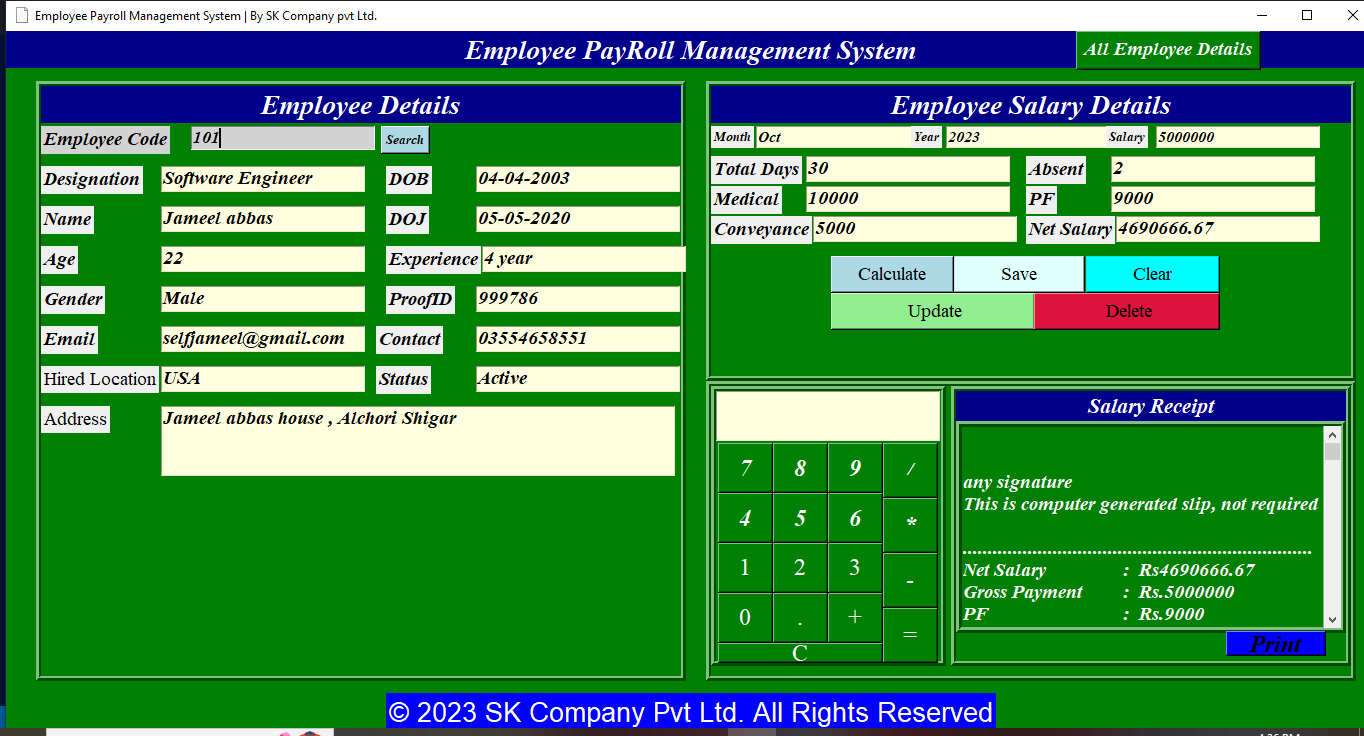 Employee Payroll Management System | By SK Company pvt Ltd.
Employee PayRoll Management System
All Employee Details
Employee Details
Employee Code 101 Search
Designation Software Engineer DOB 04-04-2003
Name Jameel abbas DOJ 05-05-2020
Age 22 Experience 4 year
Gender Male ProofID 999786
Email selfjameel@gmail.com Contact 03554658551
Hired Location USA Status Active
Address Jameel abbas house , Alchori Shigar
Employee Salary Details
Month Oct Year 2023 Salary 5000000
Total Days 30 Absent 2
Medical 10000 PF 9000
Conveyance 5000 Net Salary 4690666.67
Calculate Save Clear
Update Delete
7 8 9 /
4 5 6 *
1 2 3 -
0 . + =
C
Salary Receipt
any signature
This is computer generated slip, not required
......................................................................
Net Salary : Rs4690666.67
Gross Payment : Rs.5000000
PF : Rs.9000
Print
© 2023 SK Company Pvt Ltd. All Rights Reserved